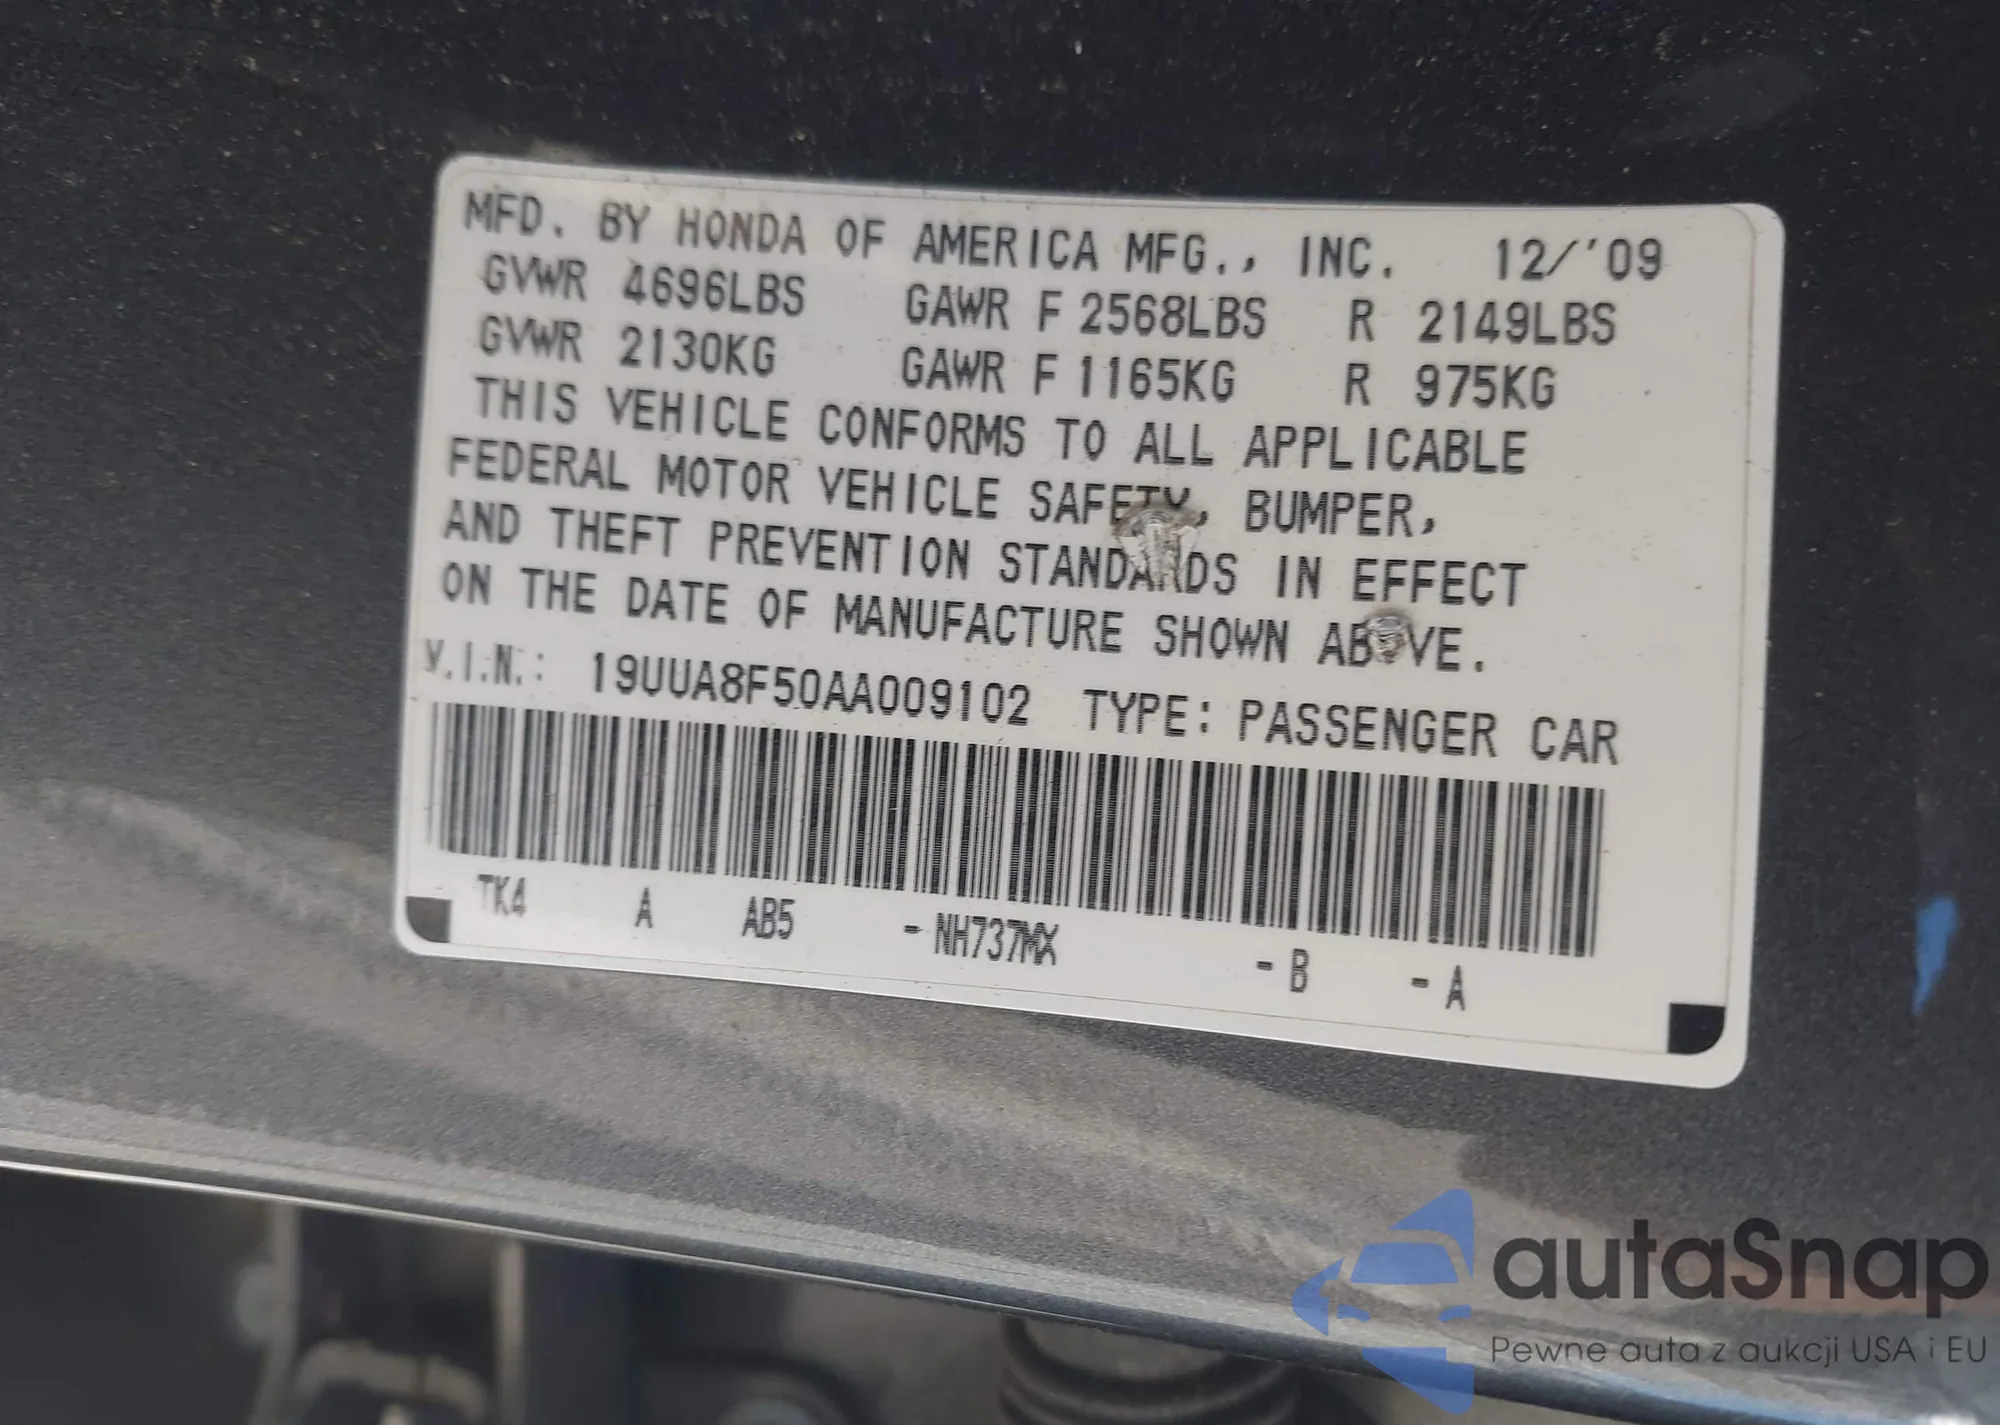 MFD. BY HONDA OF AMERICA MFG., INC. 12/'09
GVWR 4696LBS GAWR F 2568LBS R 2149LBS
GVWR 2130KG GAWR F 1165KG R 975KG
THIS VEHICLE CONFORMS TO ALL APPLICABLE
FEDERAL MOTOR VEHICLE SAFETY, BUMPER,
AND THEFT PREVENTION STANDARDS IN EFFECT
ON THE DATE OF MANUFACTURE SHOWN ABOVE.
V.I.N.: 19UUA8F50AA009102 TYPE: PASSENGER CAR
TK4 A AB5 -NH737MX -B -A
autaSnap
Pewne auta z aukcji USA i EU